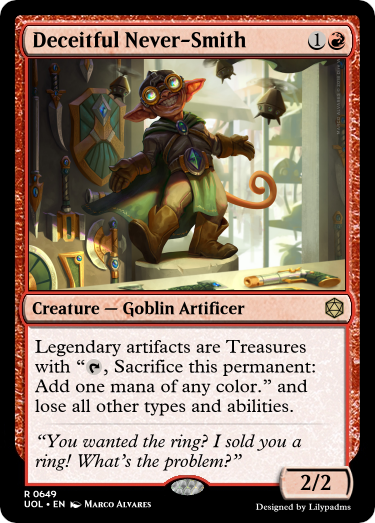 Deceitful Never-Smith 1
Creature — Goblin Artificer
Legendary artifacts are Treasures
with “, Sacrifice this permanent:
Add one mana of any color.” and
lose all other types and abilities.
“You wanted the ring? I sold you a
ring! What’s the problem?”
2/2
R 0649
UOL • EN Marco Alvares
Designed by Lilypadms